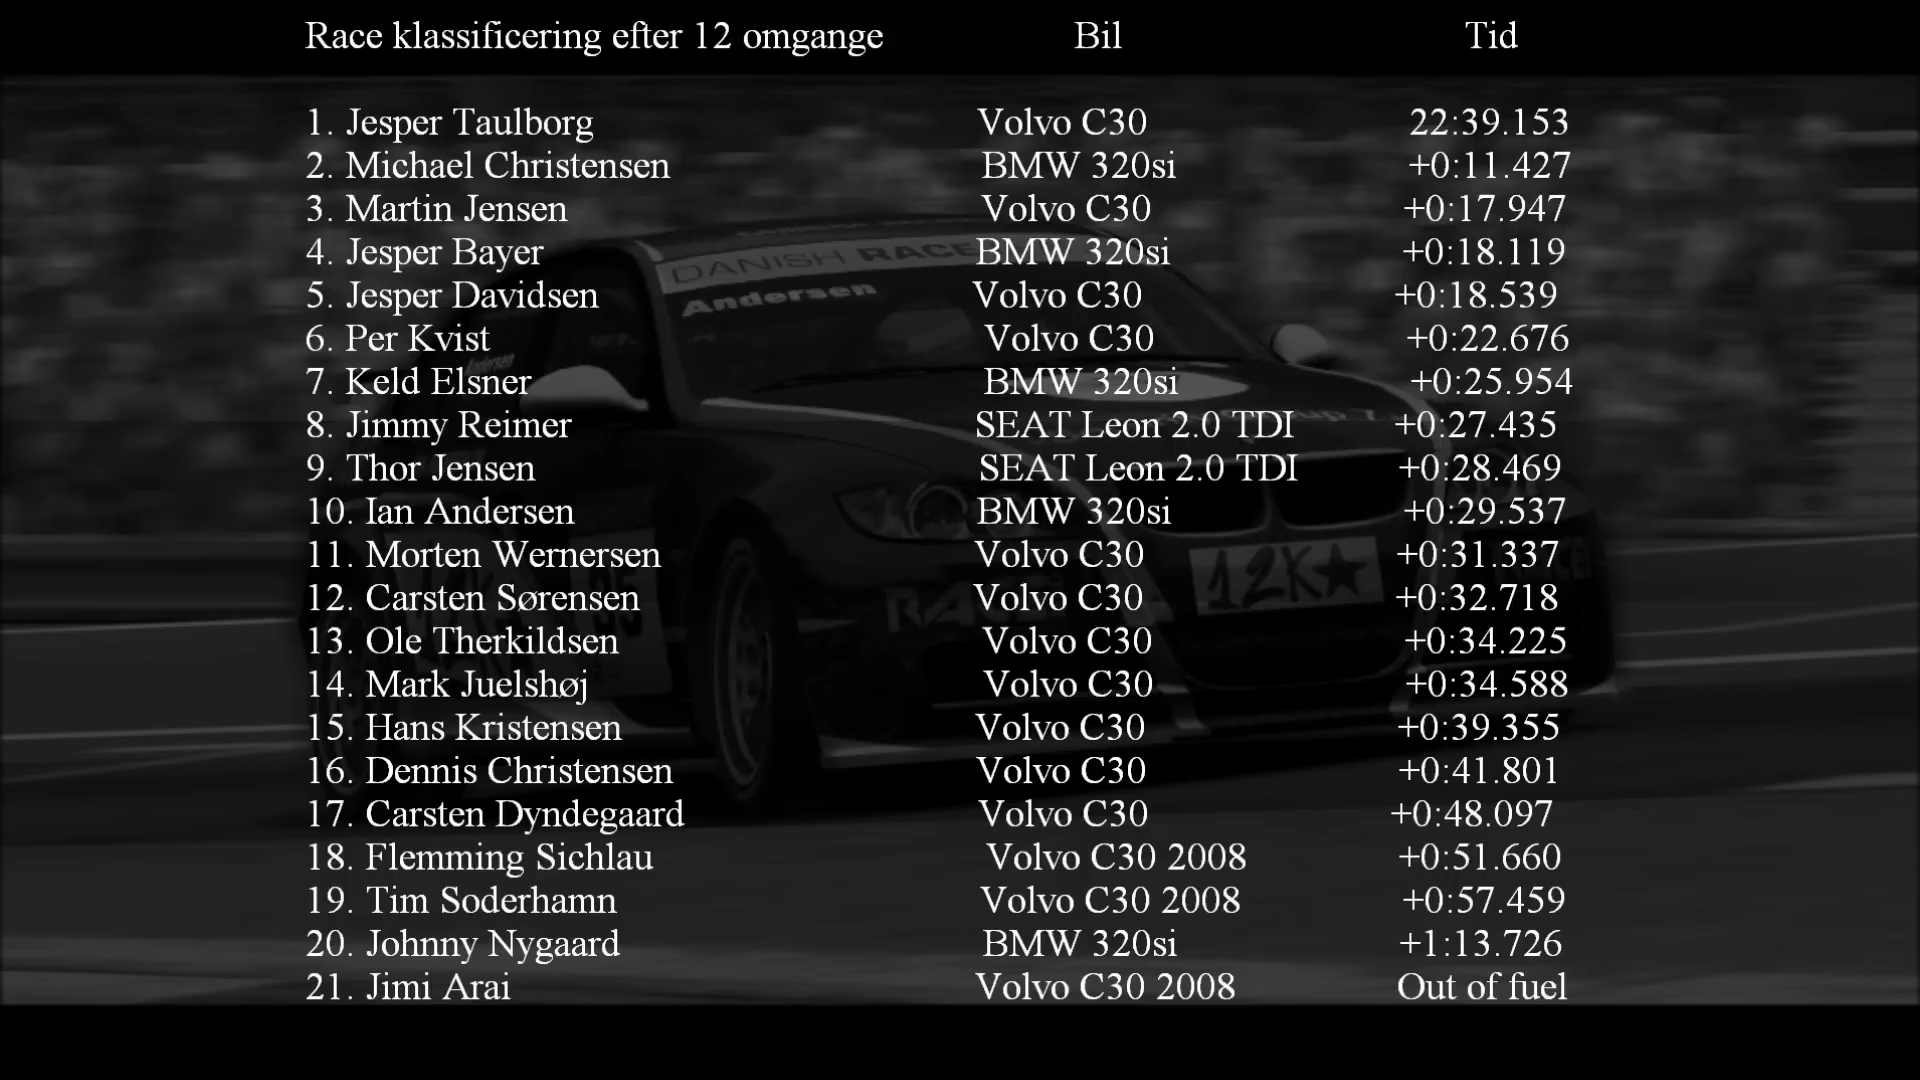 Race klassificering efter 12 omgange Bil Tid
1. Jesper Taulborg Volvo C30 22:39.153
2. Michael Christensen BMW 320si +0:11.427
3. Martin Jensen Volvo C30 +0:17.947
4. Jesper Bayer BMW 320si +0:18.119
5. Jesper Davidsen Volvo C30 +0:18.539
6. Per Kvist Volvo C30 +0:22.676
7. Keld Elsner BMW 320si +0:25.954
8. Jimmy Reimer SEAT Leon 2.0 TDI +0:27.435
9. Thor Jensen SEAT Leon 2.0 TDI +0:28.469
10. Ian Andersen BMW 320si +0:29.537
11. Morten Wernersen Volvo C30 +0:31.337
12. Carsten Sørensen Volvo C30 +0:32.718
13. Ole Therkildsen Volvo C30 +0:34.225
14. Mark Juelshøj Volvo C30 +0:34.588
15. Hans Kristensen Volvo C30 +0:39.355
16. Dennis Christensen Volvo C30 +0:41.801
17. Carsten Dyndegaard Volvo C30 +0:48.097
18. Flemming Sichlau Volvo C30 2008 +0:51.660
19. Tim Soderhamn Volvo C30 2008 +0:57.459
20. Johnny Nygaard BMW 320si +1:13.726
21. Jimi Arai Volvo C30 2008 Out of fuel
DANISH RACE
Andersen
Andersen
12K★